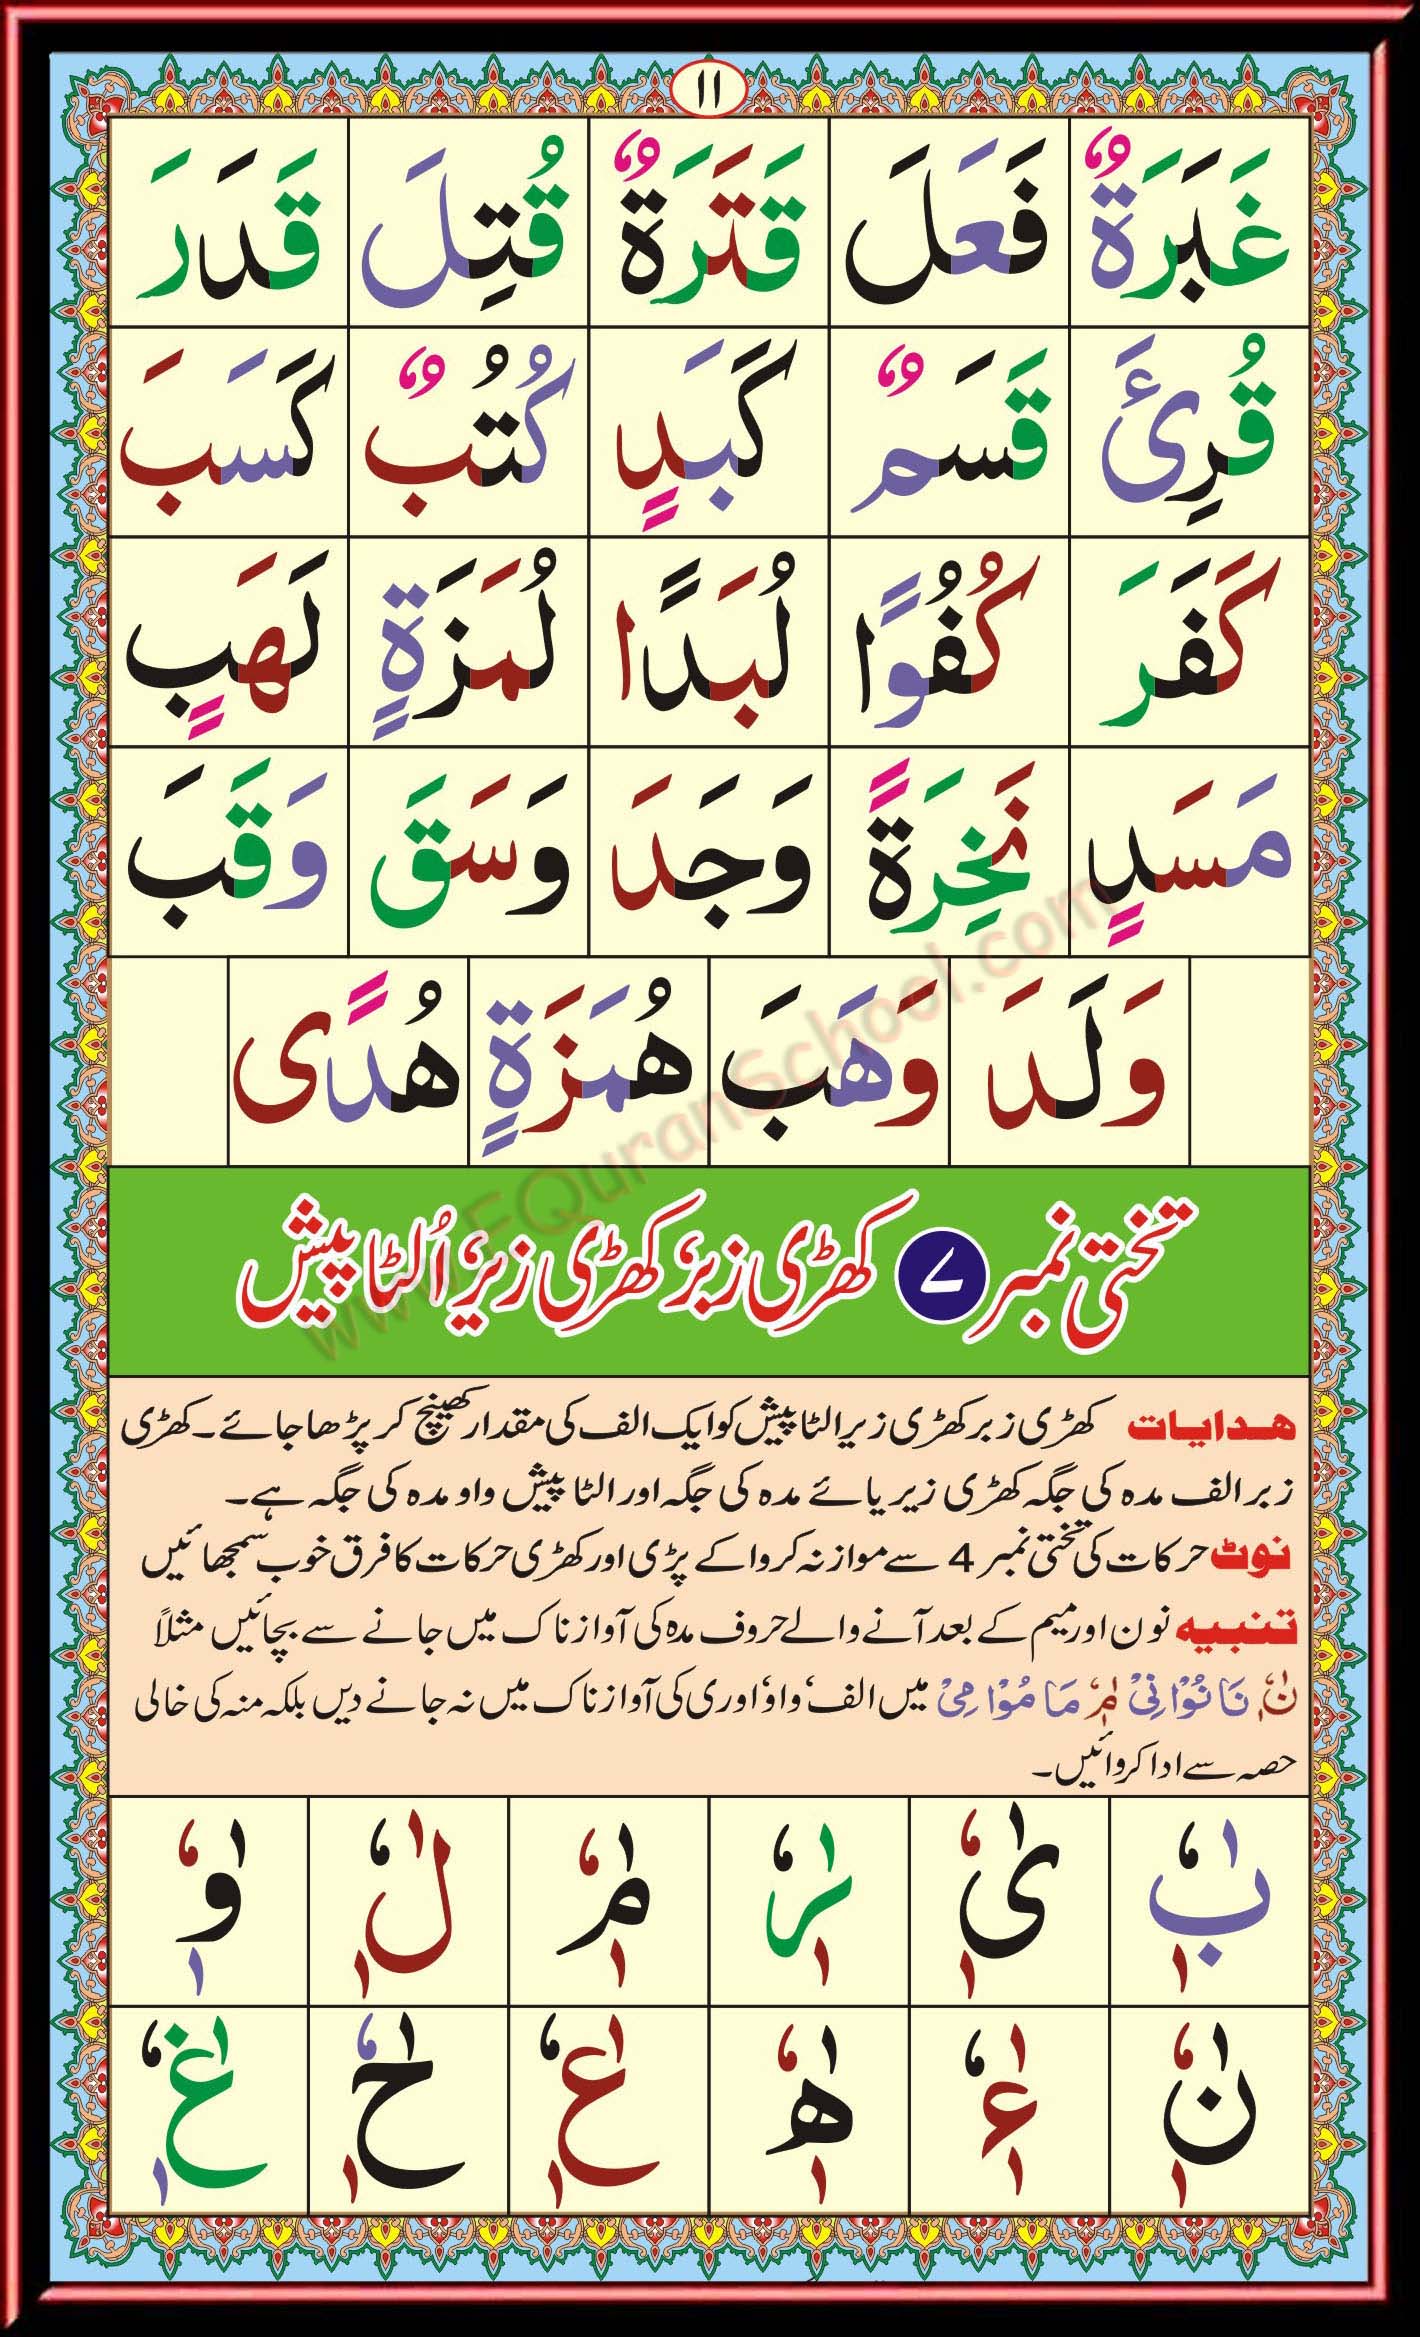 ۱۱
غَبَرَةٌ فَعَلَ قَتَرَةٌ قُتِلَ قَدَرَ
قُرِئَ قَسَمٌ كَبَدٍ كُتُبٌ كَسَبَ
كَفَرَ كُفُوًا لُبَدًا لُمَزَةٍ لَهَبٍ
مَسَدٍ نَخِرَةً وَجَدَ وَسَقَ وَقَبَ
وَلَدَ وَهَبَ هُمَزَةٍ هُدًى
تختی نمبر ۷ کھڑی زبر، کھڑی زیر، اُلٹا پیش
ھدایات کھڑی زبر کھڑی زیر الٹا پیش کو ایک الف کی مقدار کھینچ کر پڑھا جائے۔ کھڑی
زبر الف مدہ کی جگہ کھڑی زیر یائے مدہ کی جگہ اور الٹا پیش واو مدہ کی جگہ ہے۔
نوٹ حرکات کی تختی نمبر 4 سے موازنہ کروا کے پڑی اور کھڑی حرکات کا فرق خوب سمجھائیں
تنبیہ نون اور میم کے بعد آنے والے حروف مدہ کی آواز ناک میں جانے سے بچائیں مثلاً
نٰٖٗ نَا نُوْا نِیْ مٰٖٗ مَا مُوْا مِیْ میں الف، واؤ اور ی کی آواز ناک میں نہ جانے دیں بلکہ منہ کی خالی
حصہ سے ادا کروائیں۔
بٰٖٗ یٰٖٗ رٰٖٗ مٰٖٗ لٰٖٗ وٰٖٗ
نٰٖٗ ءٰٖٗ هٰٖٗ عٰٖٗ حٰٖٗ غٰٖٗ
www.EQuranSchool.com